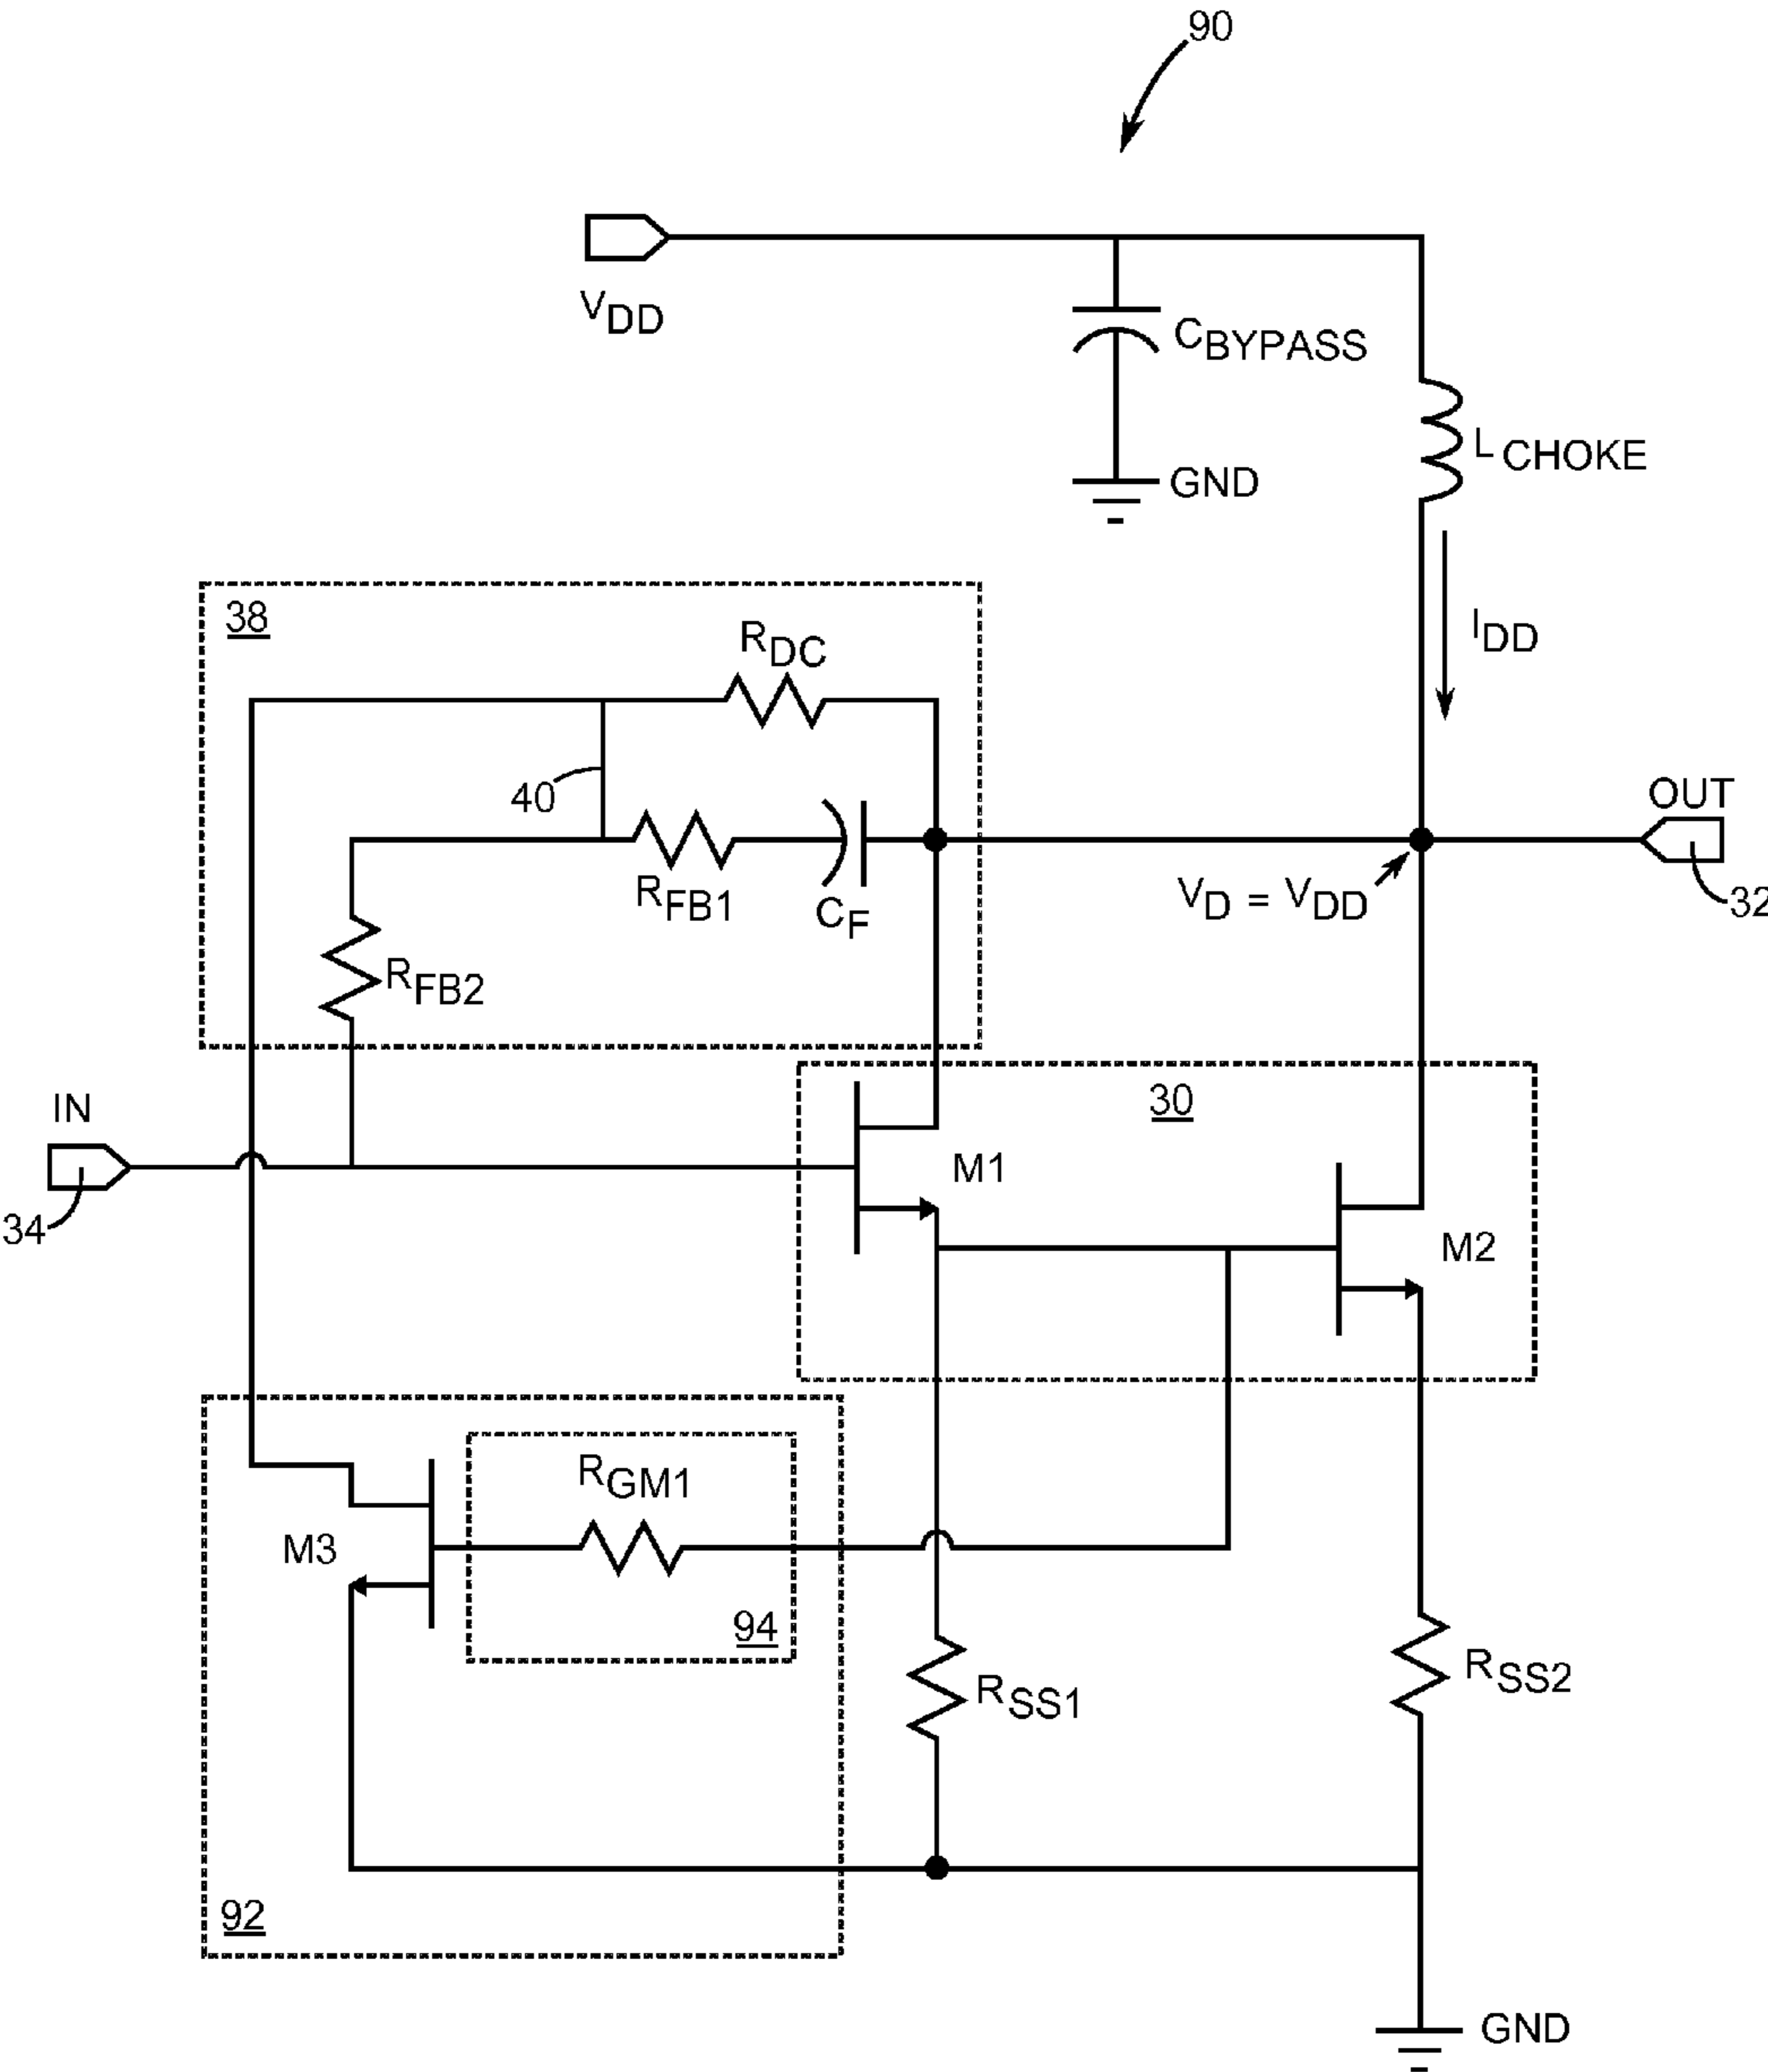 90
VDD
CBYPASS
LCHOKE
GND
38
RDC
IDD
40
OUT
RFB1
CF
VD = VDD
32
RFB2
IN
30
M1
34
M2
RGM1
M3
94
RSS1
RSS2
92
GND